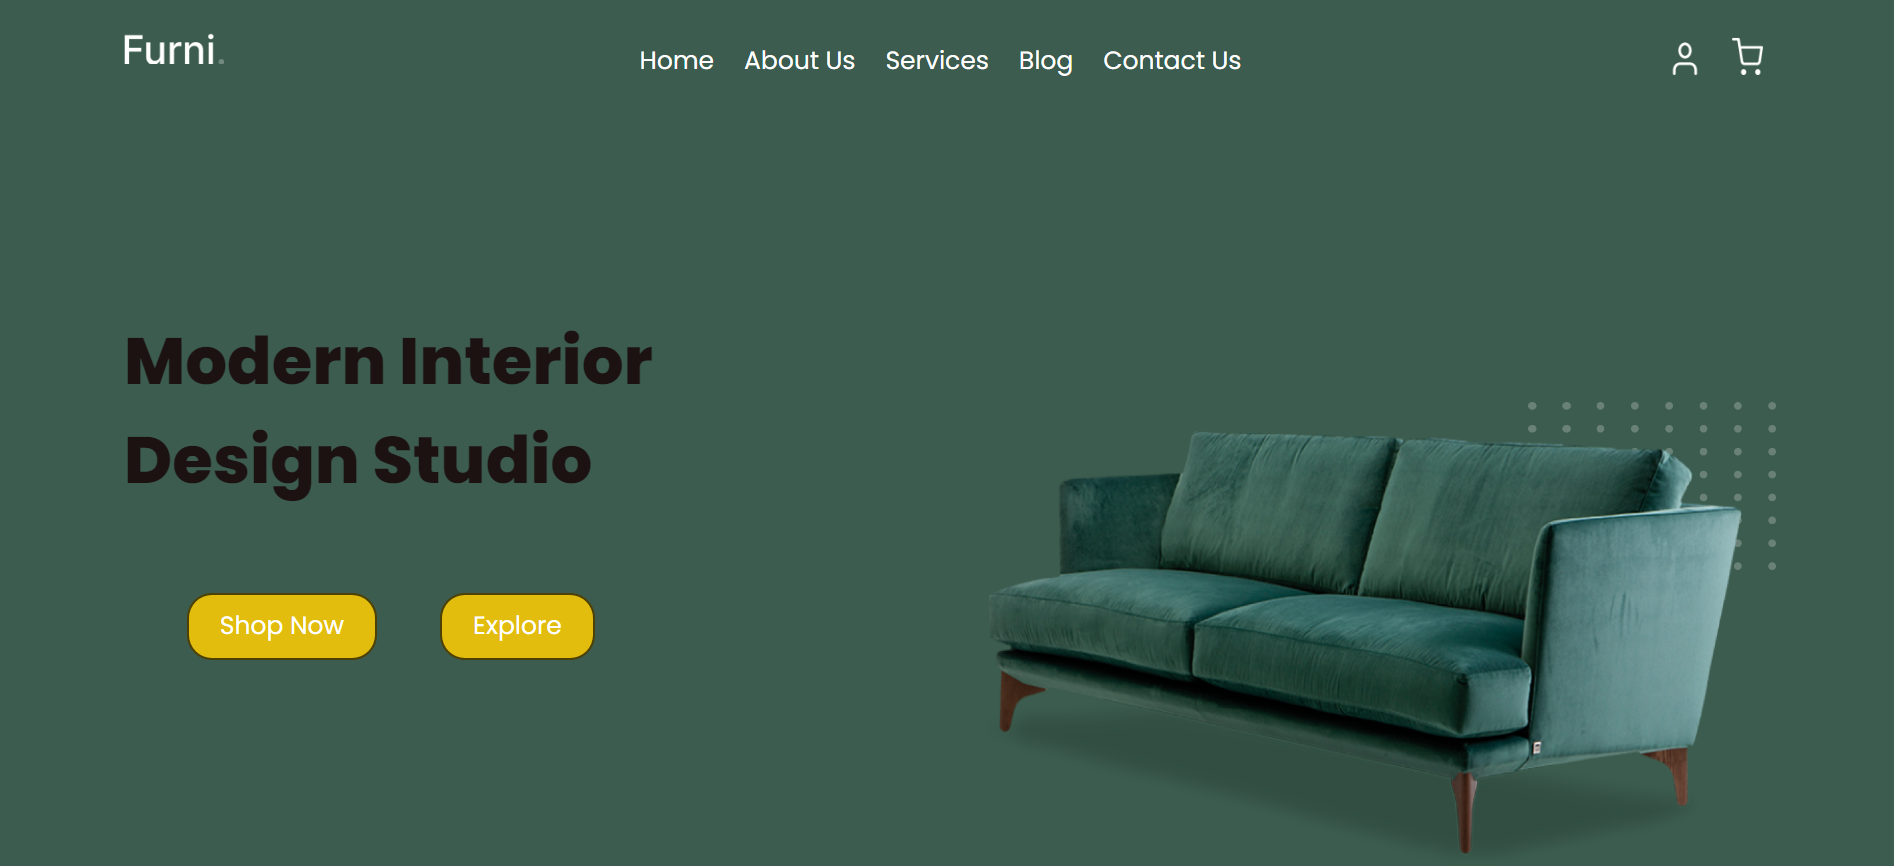 Furni.
Home About Us Services Blog Contact Us
Modern Interior
Design Studio
Shop Now Explore